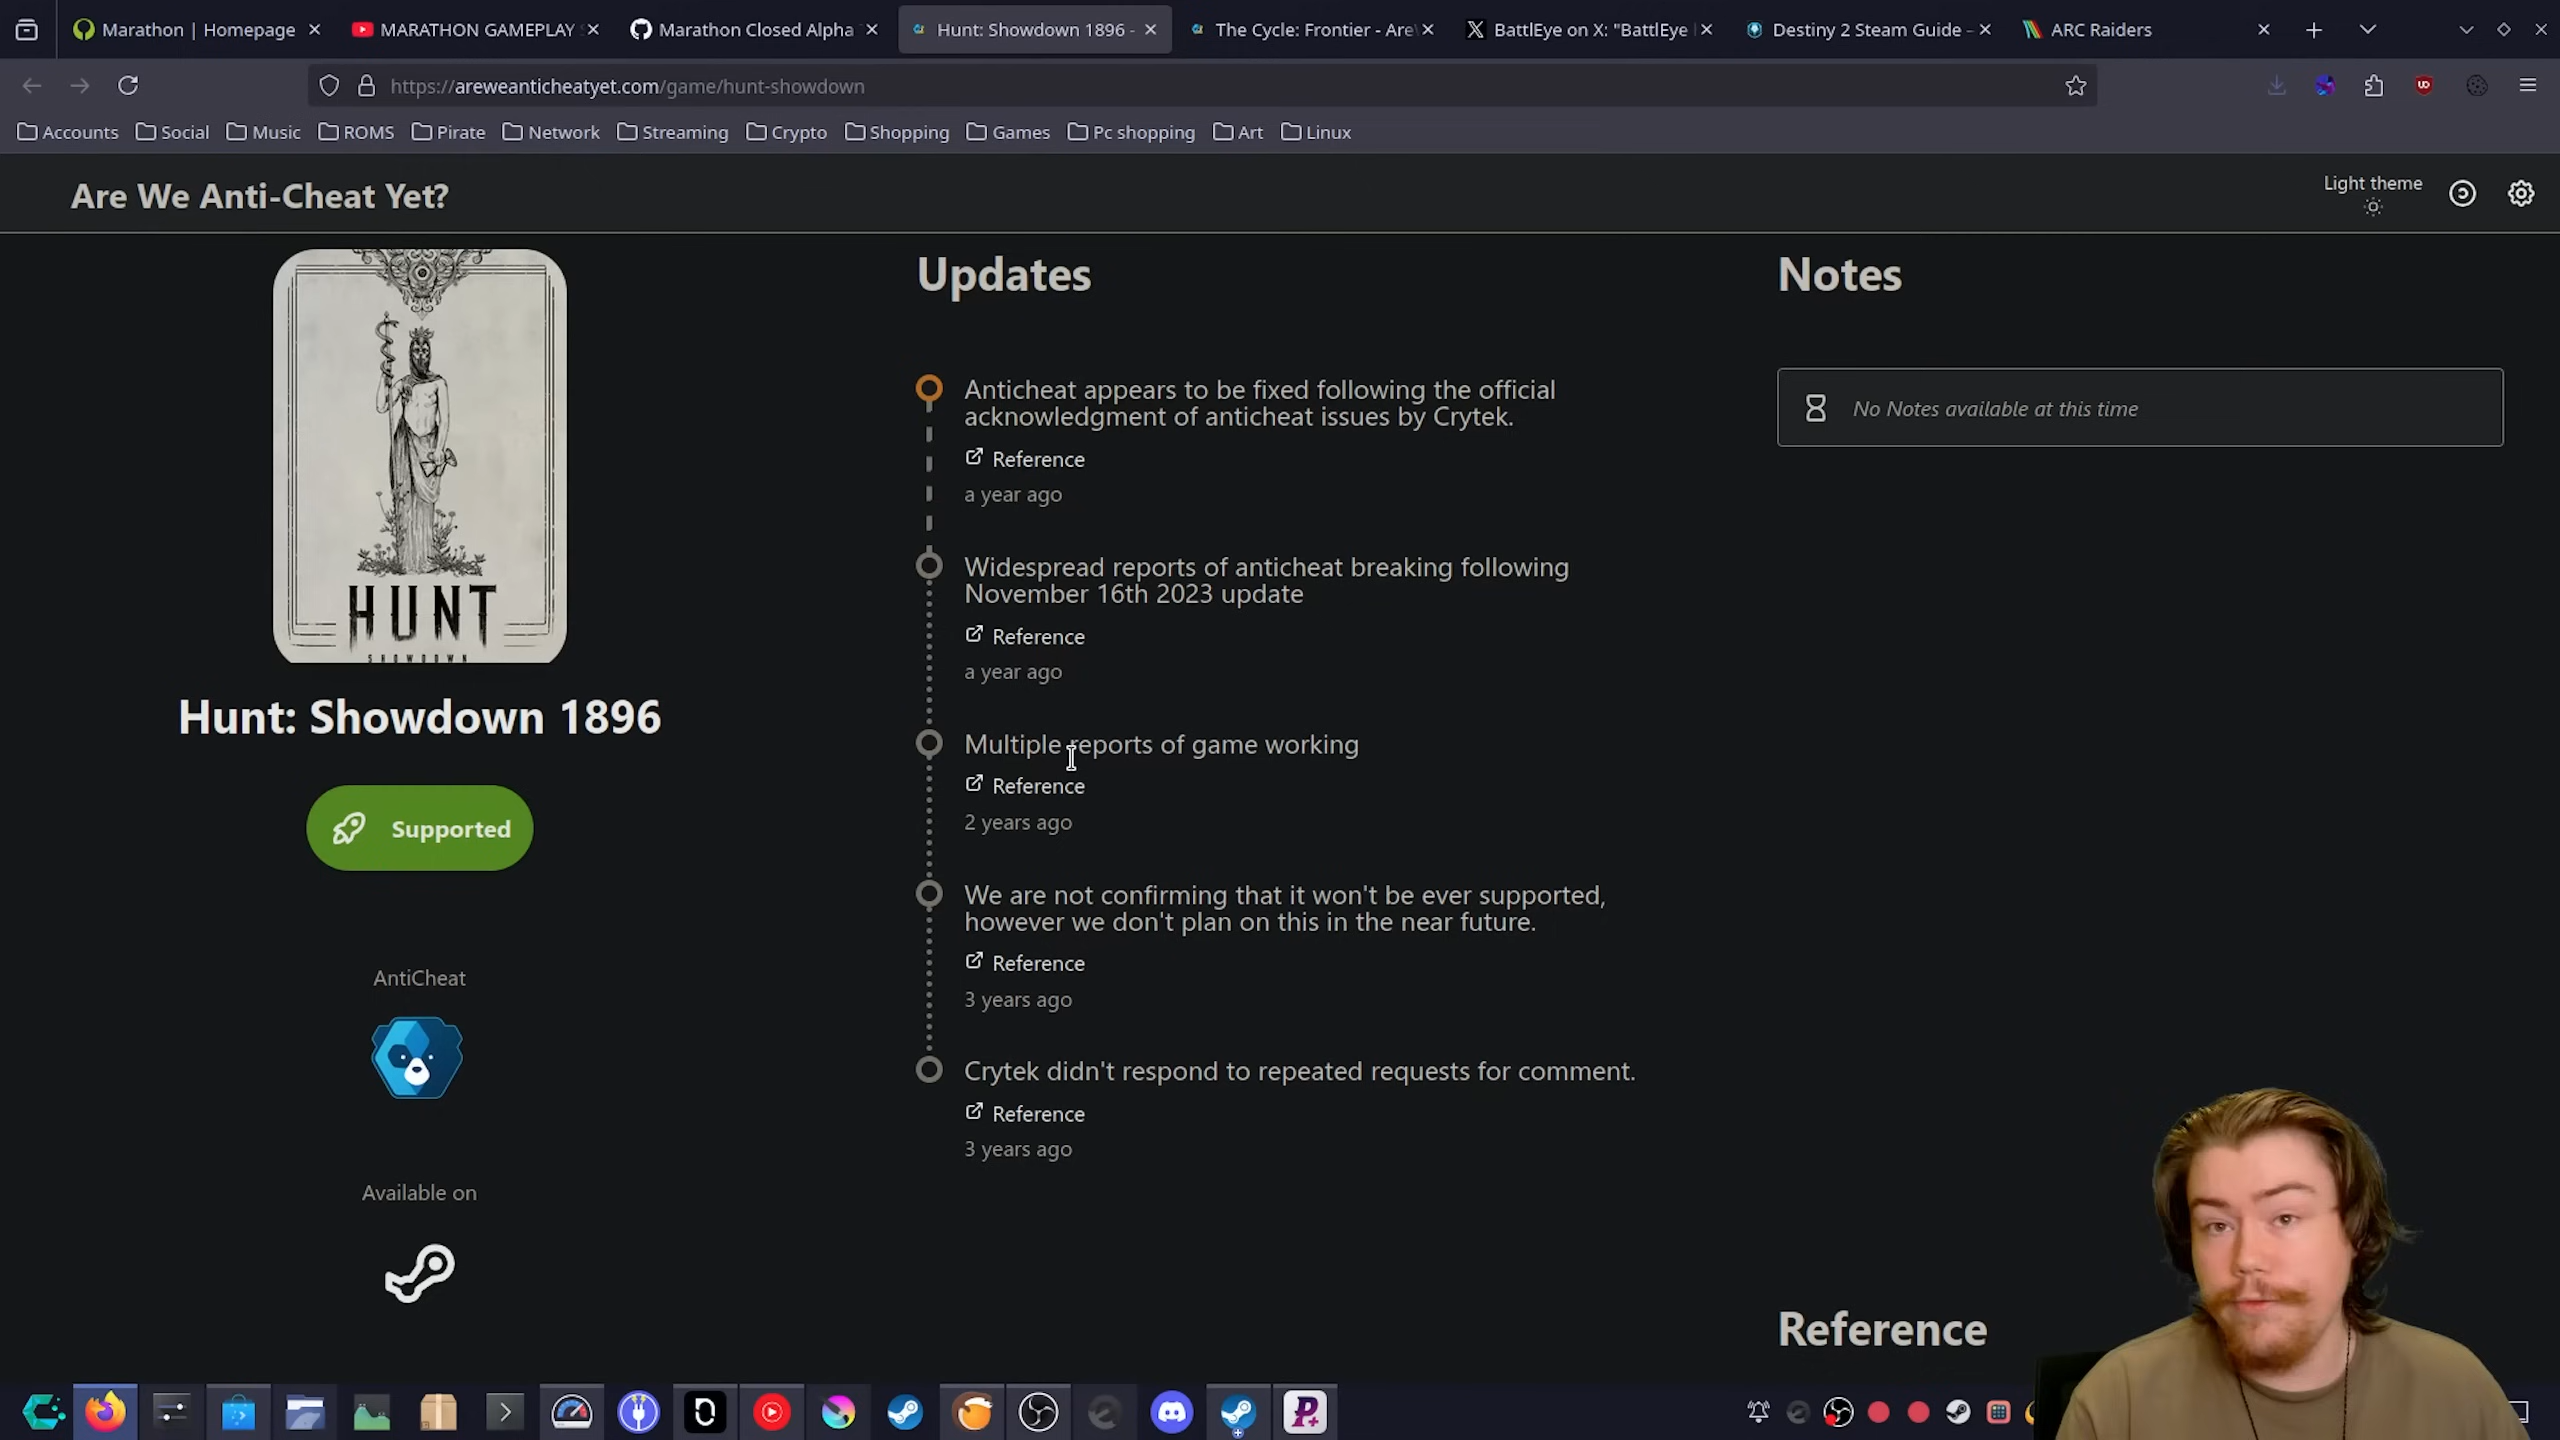 Marathon | Homepage
MARATHON GAMEPLAY
Marathon Closed Alpha
Hunt: Showdown 1896 -
The Cycle: Frontier - Are
BattlEye on X: "BattlEye
Destiny 2 Steam Guide -
ARC Raiders
https://areweanticheatyet.com/game/hunt-showdown
Accounts
Social
Music
ROMS
Pirate
Network
Streaming
Crypto
Shopping
Games
Pc shopping
Art
Linux
Are We Anti-Cheat Yet?
Light theme
HUNT
SHOWDOWN
Hunt: Showdown 1896
Supported
AntiCheat
Available on
Updates
Anticheat appears to be fixed following the official
acknowledgment of anticheat issues by Crytek.
Reference
a year ago
Widespread reports of anticheat breaking following
November 16th 2023 update
Reference
a year ago
Multiple reports of game working
Reference
2 years ago
We are not confirming that it won't be ever supported,
however we don't plan on this in the near future.
Reference
3 years ago
Crytek didn't respond to repeated requests for comment.
Reference
3 years ago
Notes
No Notes available at this time
Reference